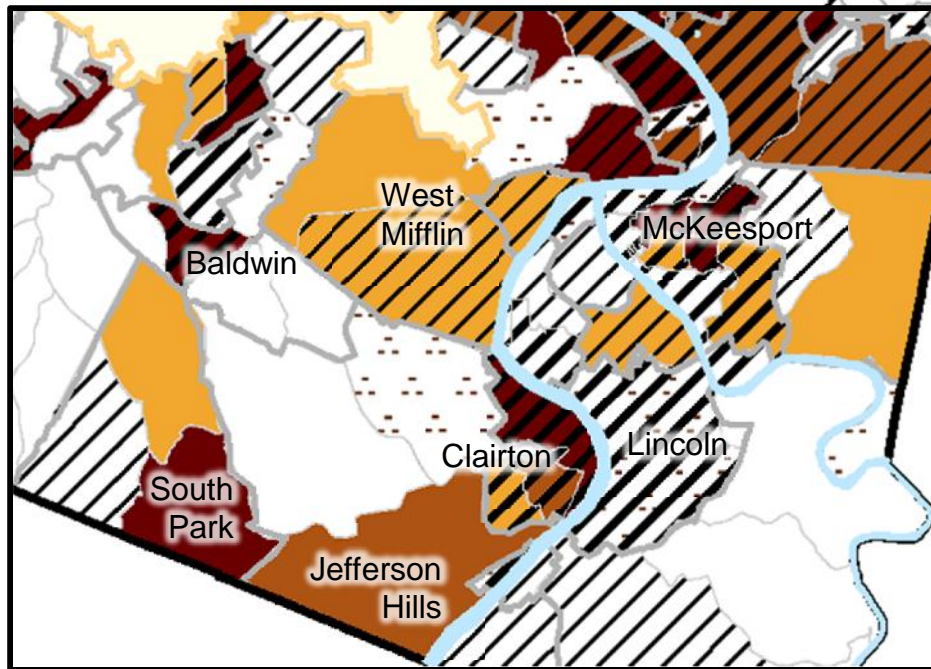 West
Mifflin
McKeesport
Baldwin
Clairton
Lincoln
South
Park
Jefferson
Hills